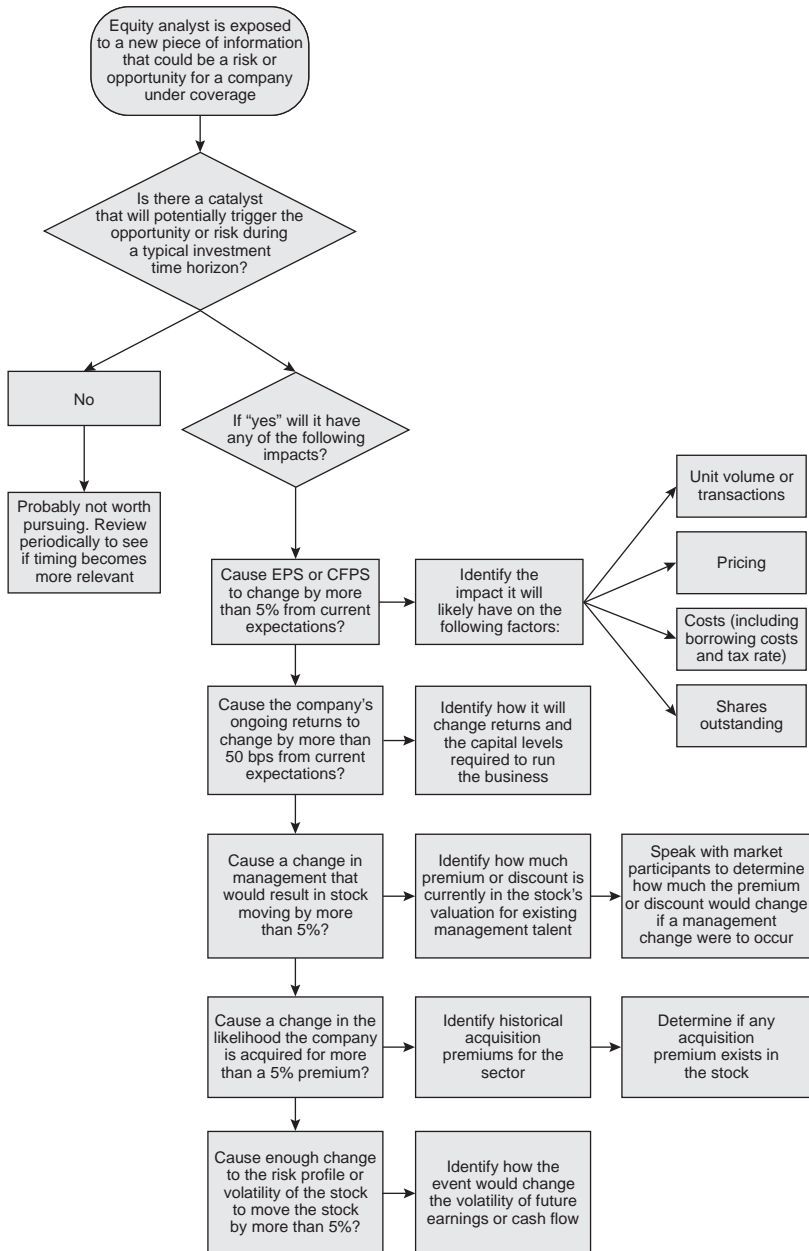 Equity analyst is exposed
to a new piece of information
that could be a risk or
opportunity for a company
under coverage
Is there a catalyst
that will potentially trigger the
opportunity or risk during
a typical investment
time horizon?
No
If “yes” will it have
any of the following
impacts?
Probably not worth
pursuing. Review
periodically to see
if timing becomes
more relevant
Cause EPS or CFPS
to change by more
than 5% from current
expectations?
Identify the
impact it will
likely have on the
following factors:
Unit volume or
transactions
Pricing
Costs (including
borrowing costs
and tax rate)
Shares
outstanding
Cause the company’s
ongoing returns to
change by more than
50 bps from current
expectations?
Identify how it will
change returns and
the capital levels
required to run
the business
Cause a change in
management that
would result in stock
moving by more
than 5%?
Identify how much
premium or discount is
currently in the stock’s
valuation for existing
management talent
Speak with market
participants to determine
how much the premium
or discount would change
if a management
change were to occur
Cause a change in the
likelihood the company
is acquired for more
than a 5% premium?
Identify historical
acquisition
premiums for the
sector
Determine if any
acquisition
premium exists in
the stock
Cause enough change
to the risk profile or
volatility of the stock
to move the stock
by more than 5%?
Identify how the
event would change
the volatility of future
earnings or cash flow